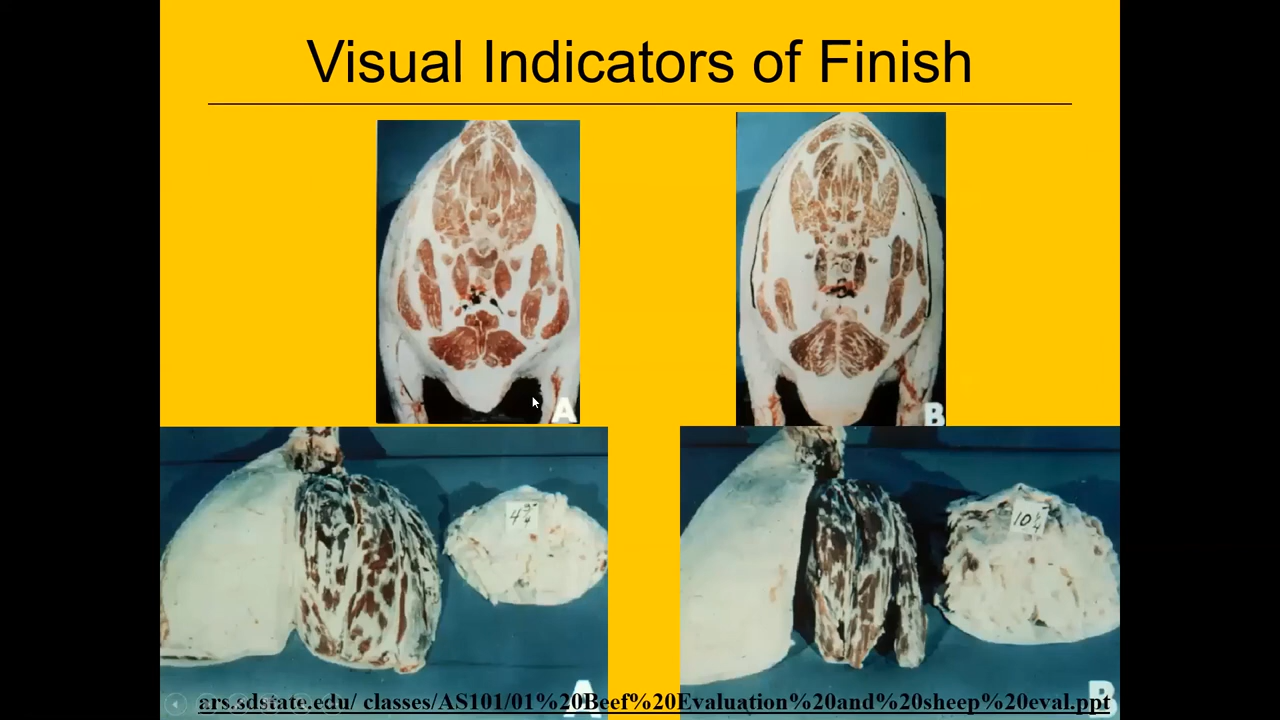 Visual Indicators of Finish
A
B
A
B
ars.sdstate.edu/ classes/AS101/01%20Beef%20Evaluation%20and%20sheep%20eval.ppt